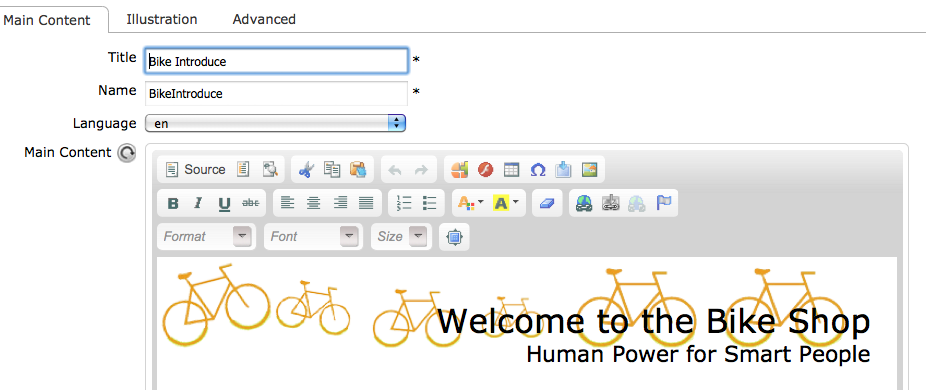 Main Content Illustration Advanced
Title Bike Introduce *
Name BikeIntroduce *
Language en
Main Content
Source
B I U abc
A A
Format Font Size
Welcome to the Bike Shop
Human Power for Smart People